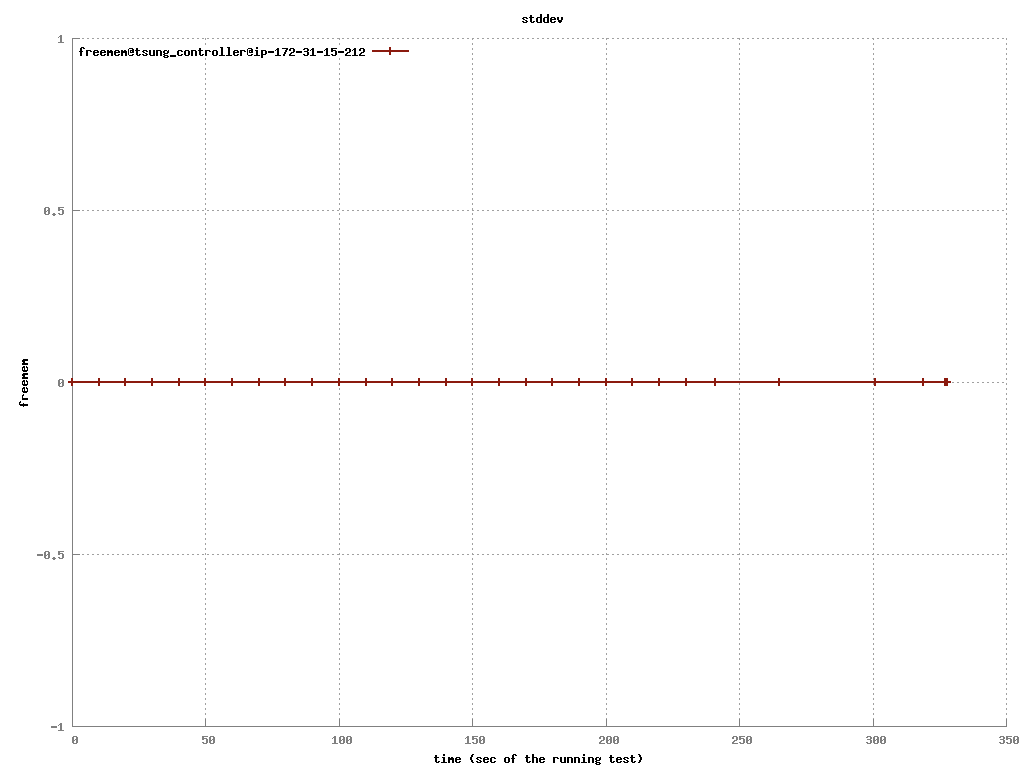 stddev
1
freemem@tsung_controller@ip-172-31-15-212
0.5
freemem
0
-0.5
-1
0 50 100 150 200 250 300 350
time (sec of the running test)